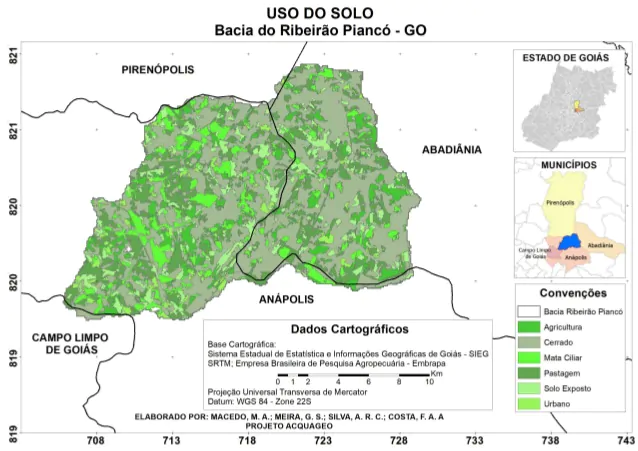 USO DO SOLO
Bacia do Ribeirão Piancó - GO
821
821
820
820
819
819
PIRENÓPOLIS
ABADIÂNIA
ANÁPOLIS
CAMPO LIMPO
DE GOIÁS
ESTADO DE GOIÁS
MUNICÍPIOS
Pirenópolis
Campo Limpo
de Goiás
Abadiânia
Anápolis
Convenções
Bacia Ribeirão Piancó
Agricultura
Cerrado
Mata Ciliar
Pastagem
Solo Exposto
Urbano
Dados Cartográficos
Base Cartográfica:
Sistema Estadual de Estatística e Informações Geográficas de Goiás - SIEG
SRTM; Empresa Brasileira de Pesquisa Agropecuária - Embrapa
Km
0 1 2 4 6 8 10
Projeção Universal Transversa de Mercator
Datum: WGS 84 - Zone 22S
ELABORADO POR: MACEDO, M. A.; MEIRA, G. S.; SILVA, A. R. C.; COSTA, F. A. A
PROJETO ACQUAGEO
708 713 718 723 728 733 738 743